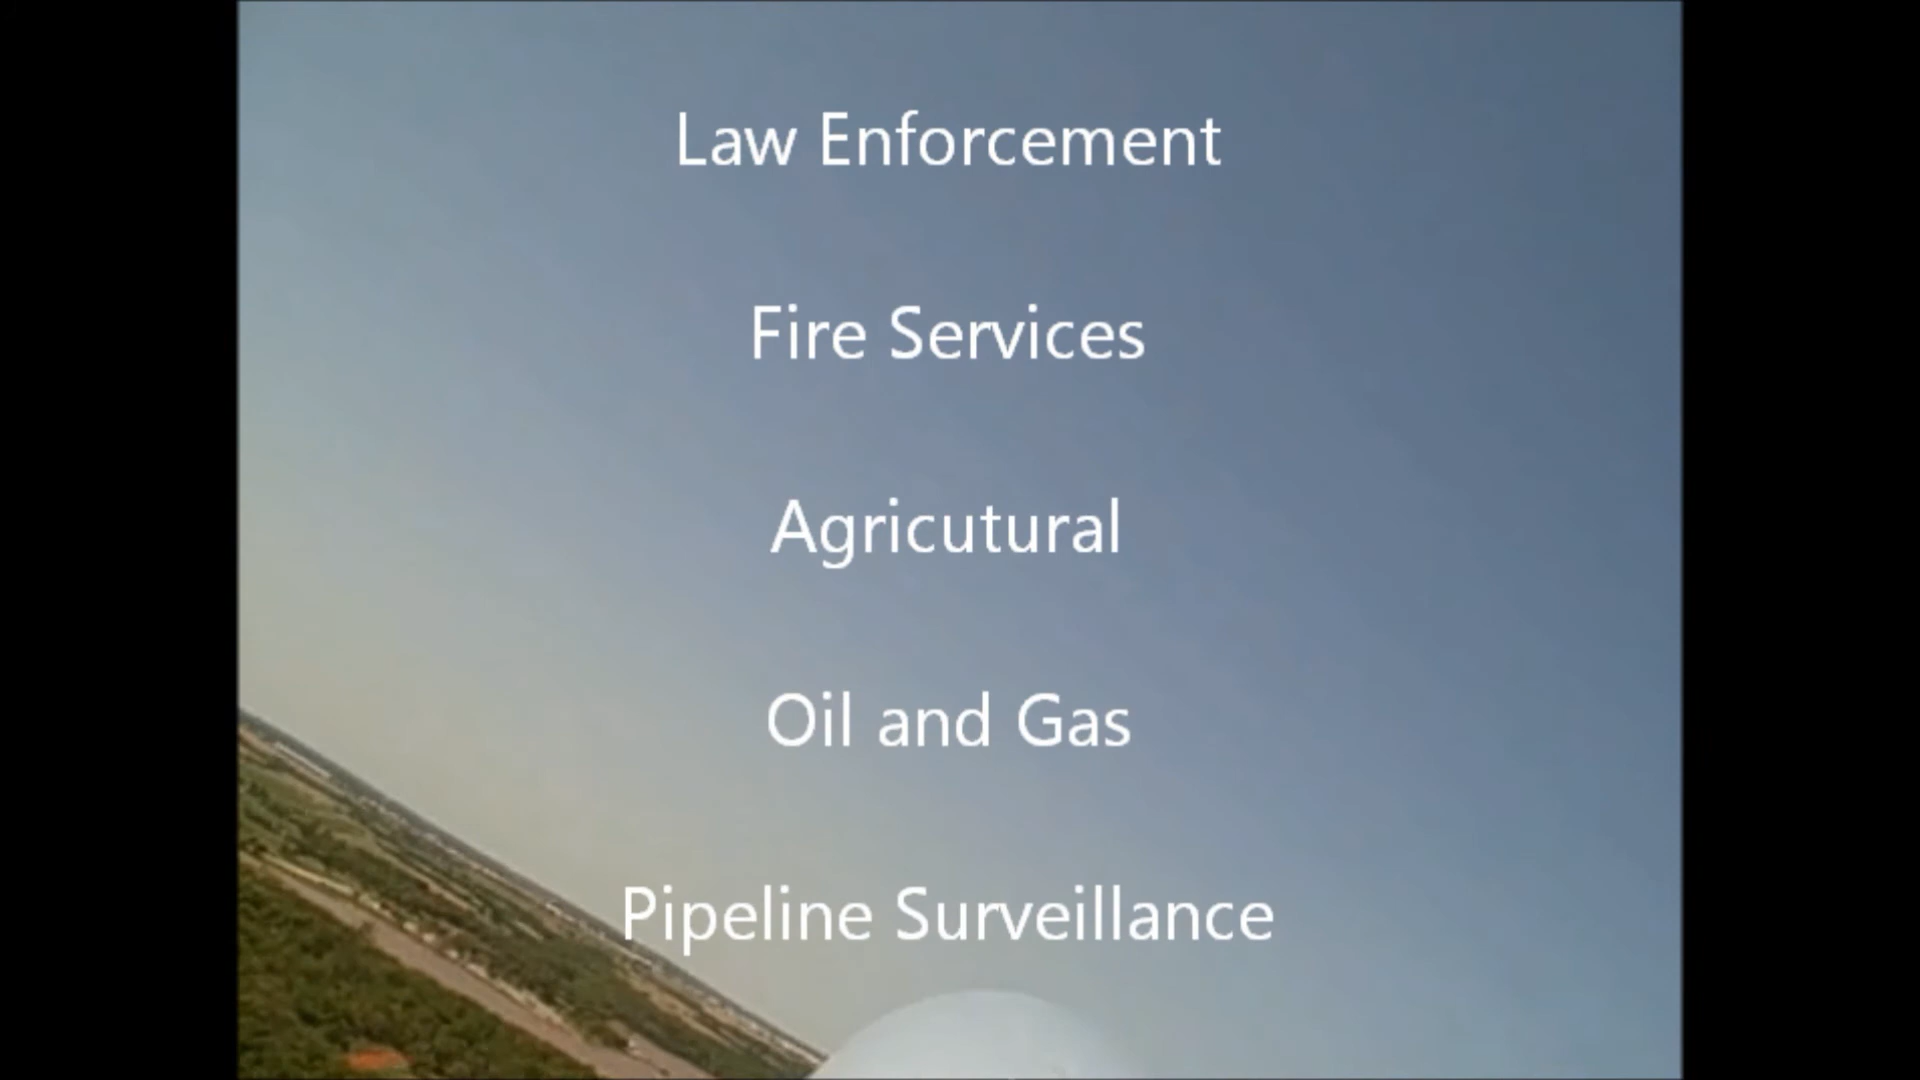 Law Enforcement
Fire Services
Agricutural
Oil and Gas
Pipeline Surveillance